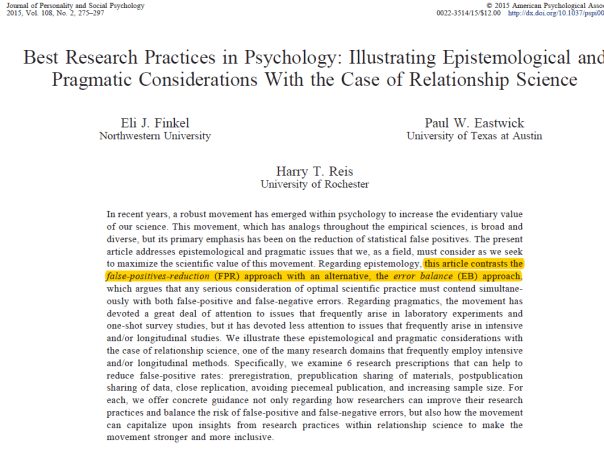 Journal of Personality and Social Psychology
© 2015 American Psychological
2015, Vol. 108, No. 2, 275–297
0022-3514/15/$12.00 http://dx.doi.org/10.1037/
Best Research Practices in Psychology: Illustrating Epistemological and
Pragmatic Considerations With the Case of Relationship Science
Eli J. Finkel
Northwestern University
Paul W. Eastwick
University of Texas at Austin
Harry T. Reis
University of Rochester
In recent years, a robust movement has emerged within psychology to increase the evidentiary value
of our science. This movement, which has analogs throughout the empirical sciences, is broad and
diverse, but its primary emphasis has been on the reduction of statistical false positives. The present
article addresses epistemological and pragmatic issues that we, as a field, must consider as we seek
to maximize the scientific value of this movement. Regarding epistemology, this article contrasts the
false-positives-reduction (FPR) approach with an alternative, the error balance (EB) approach,
which argues that any serious consideration of optimal scientific practice must contend simultane-
ously with both false-positive and false-negative errors. Regarding pragmatics, the movement has
devoted a great deal of attention to issues that frequently arise in laboratory experiments and
one-shot survey studies, but it has devoted less attention to issues that frequently arise in intensive
and/or longitudinal studies. We illustrate these epistemological and pragmatic considerations with
the case of relationship science, one of the many research domains that frequently employ intensive
and/or longitudinal methods. Specifically, we examine 6 research prescriptions that can help to
reduce false-positive rates: preregistration, prepublication sharing of materials, postpublication
sharing of data, close replication, avoiding piecemeal publication, and increasing sample size. For
each, we offer concrete guidance not only regarding how researchers can improve their research
practices and balance the risk of false-positive and false-negative errors, but also how the movement
can capitalize upon insights from research practices within relationship science to make the
movement stronger and more inclusive.